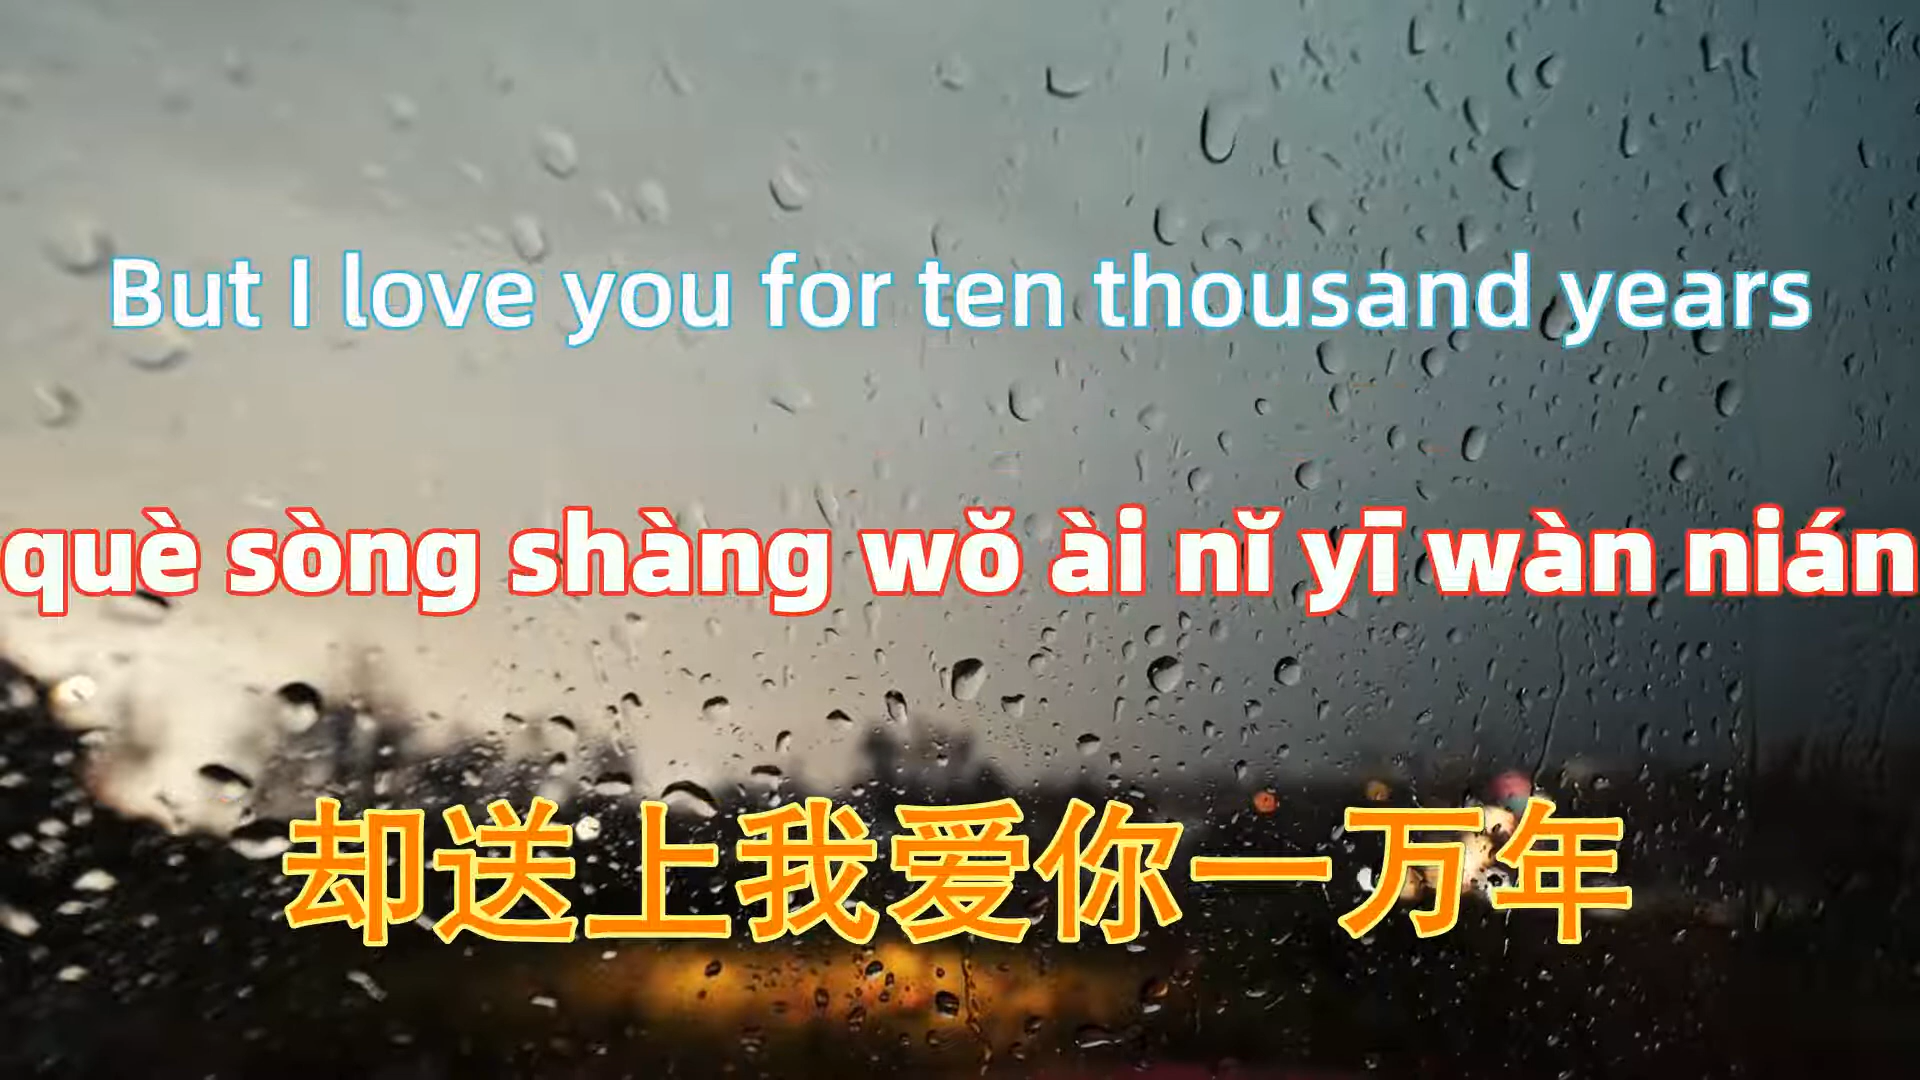 But I love you for ten thousand years
què sòng shàng wǒ ài nǐ yī wàn nián
却送上我爱你一万年